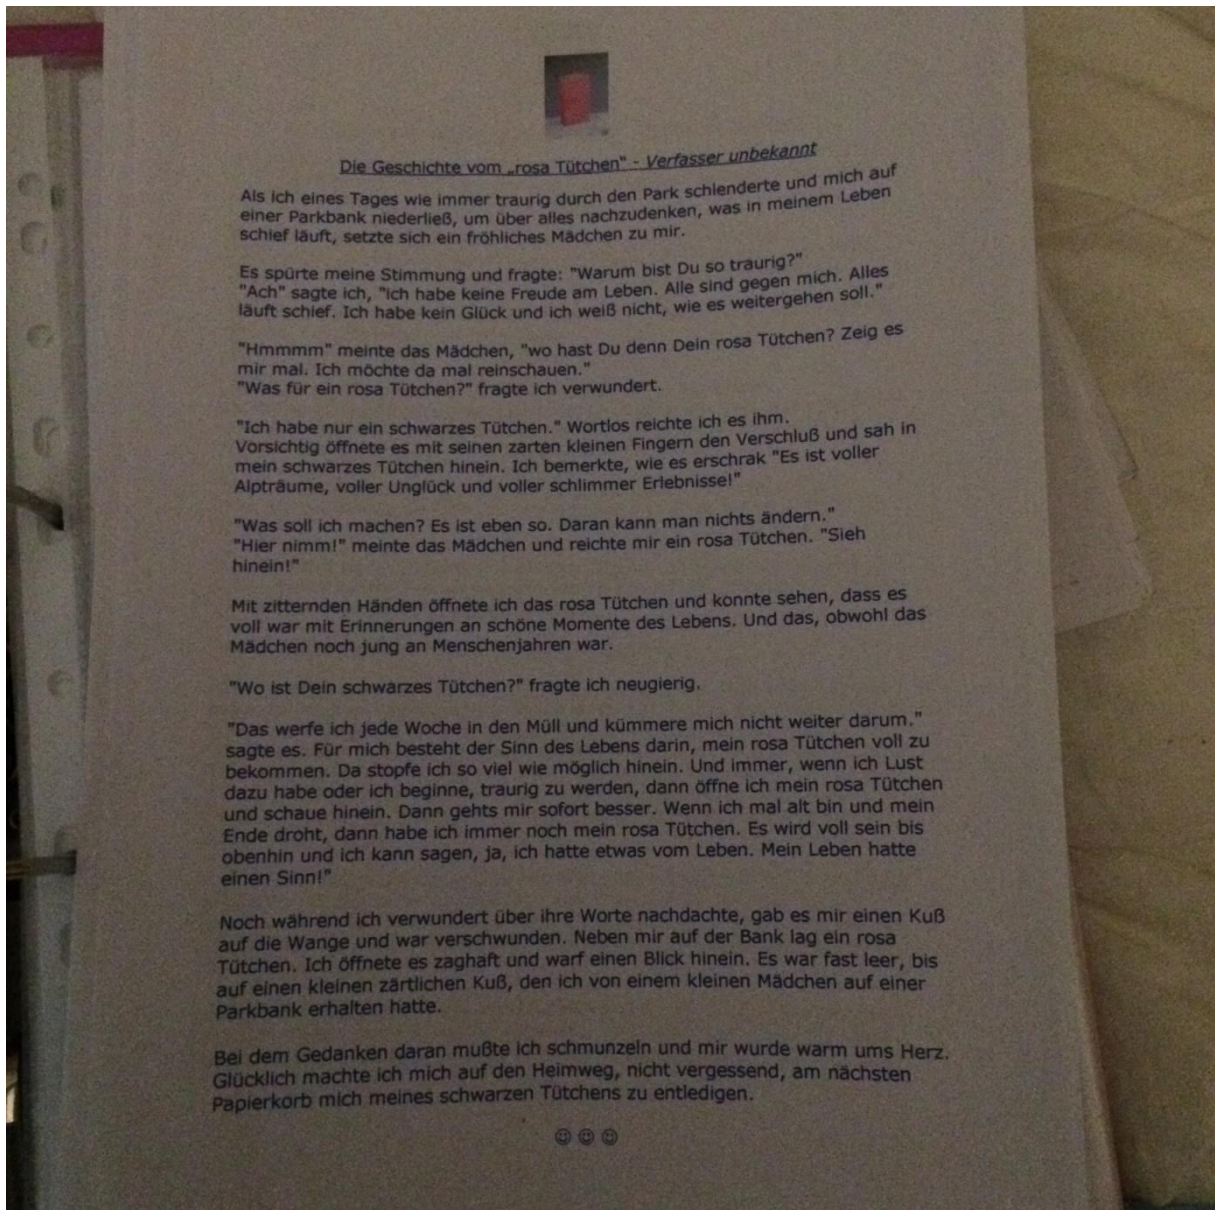 Die Geschichte vom „rosa Tütchen" - Verfasser unbekannt
Als ich eines Tages wie immer traurig durch den Park schlenderte und mich auf
einer Parkbank niederließ, um über alles nachzudenken, was in meinem Leben
schief läuft, setzte sich ein fröhliches Mädchen zu mir.
Es spürte meine Stimmung und fragte: "Warum bist Du so traurig?"
"Ach" sagte ich, "ich habe keine Freude am Leben. Alle sind gegen mich. Alles
läuft schief. Ich habe kein Glück und ich weiß nicht, wie es weitergehen soll."
"Hmmmm" meinte das Mädchen, "wo hast Du denn Dein rosa Tütchen? Zeig es
mir mal. Ich möchte da mal reinschauen."
"Was für ein rosa Tütchen?" fragte ich verwundert.
"Ich habe nur ein schwarzes Tütchen." Wortlos reichte ich es ihm.
Vorsichtig öffnete es mit seinen zarten kleinen Fingern den Verschluß und sah in
mein schwarzes Tütchen hinein. Ich bemerkte, wie es erschrak "Es ist voller
Alpträume, voller Unglück und voller schlimmer Erlebnisse!"
"Was soll ich machen? Es ist eben so. Daran kann man nichts ändern."
"Hier nimm!" meinte das Mädchen und reichte mir ein rosa Tütchen. "Sieh
hinein!"
Mit zitternden Händen öffnete ich das rosa Tütchen und konnte sehen, dass es
voll war mit Erinnerungen an schöne Momente des Lebens. Und das, obwohl das
Mädchen noch jung an Menschenjahren war.
"Wo ist Dein schwarzes Tütchen?" fragte ich neugierig.
"Das werfe ich jede Woche in den Müll und kümmere mich nicht weiter darum."
sagte es. Für mich besteht der Sinn des Lebens darin, mein rosa Tütchen voll zu
bekommen. Da stopfe ich so viel wie möglich hinein. Und immer, wenn ich Lust
dazu habe oder ich beginne, traurig zu werden, dann öffne ich mein rosa Tütchen
und schaue hinein. Dann gehts mir sofort besser. Wenn ich mal alt bin und mein
Ende droht, dann habe ich immer noch mein rosa Tütchen. Es wird voll sein bis
obenhin und ich kann sagen, ja, ich hatte etwas vom Leben. Mein Leben hatte
einen Sinn!"
Noch während ich verwundert über ihre Worte nachdachte, gab es mir einen Kuß
auf die Wange und war verschwunden. Neben mir auf der Bank lag ein rosa
Tütchen. Ich öffnete es zaghaft und warf einen Blick hinein. Es war fast leer, bis
auf einen kleinen zärtlichen Kuß, den ich von einem kleinen Mädchen auf einer
Parkbank erhalten hatte.
Bei dem Gedanken daran mußte ich schmunzeln und mir wurde warm ums Herz.
Glücklich machte ich mich auf den Heimweg, nicht vergessend, am nächsten
Papierkorb mich meines schwarzen Tütchens zu entledigen.
☺ ☺ ☺